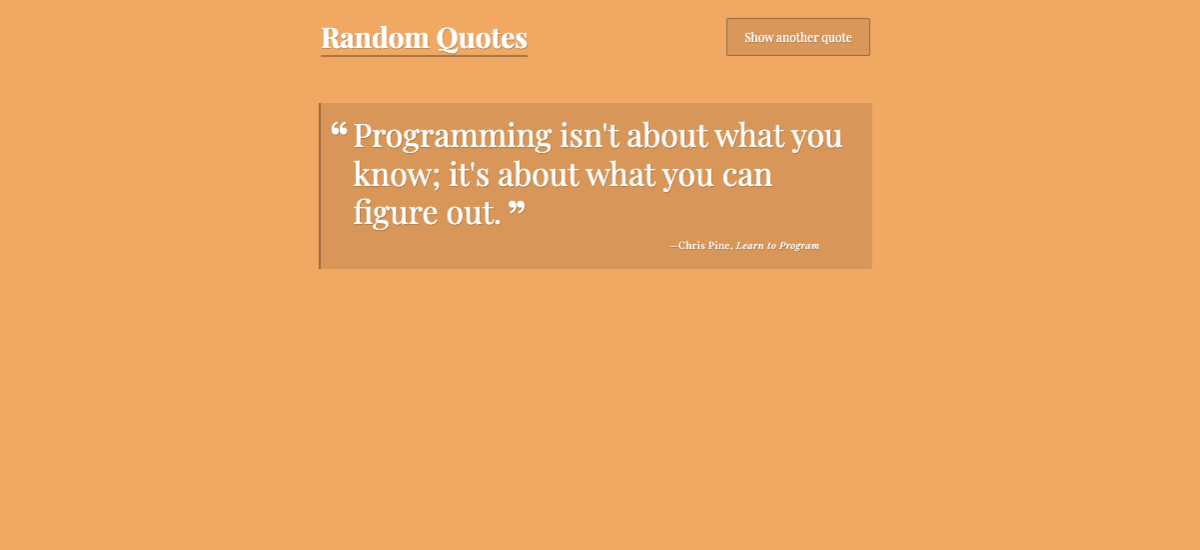 Random Quotes
Show another quote
“ Programming isn't about what you
know; it's about what you can
figure out. ”
—Chris Pine, Learn to Program